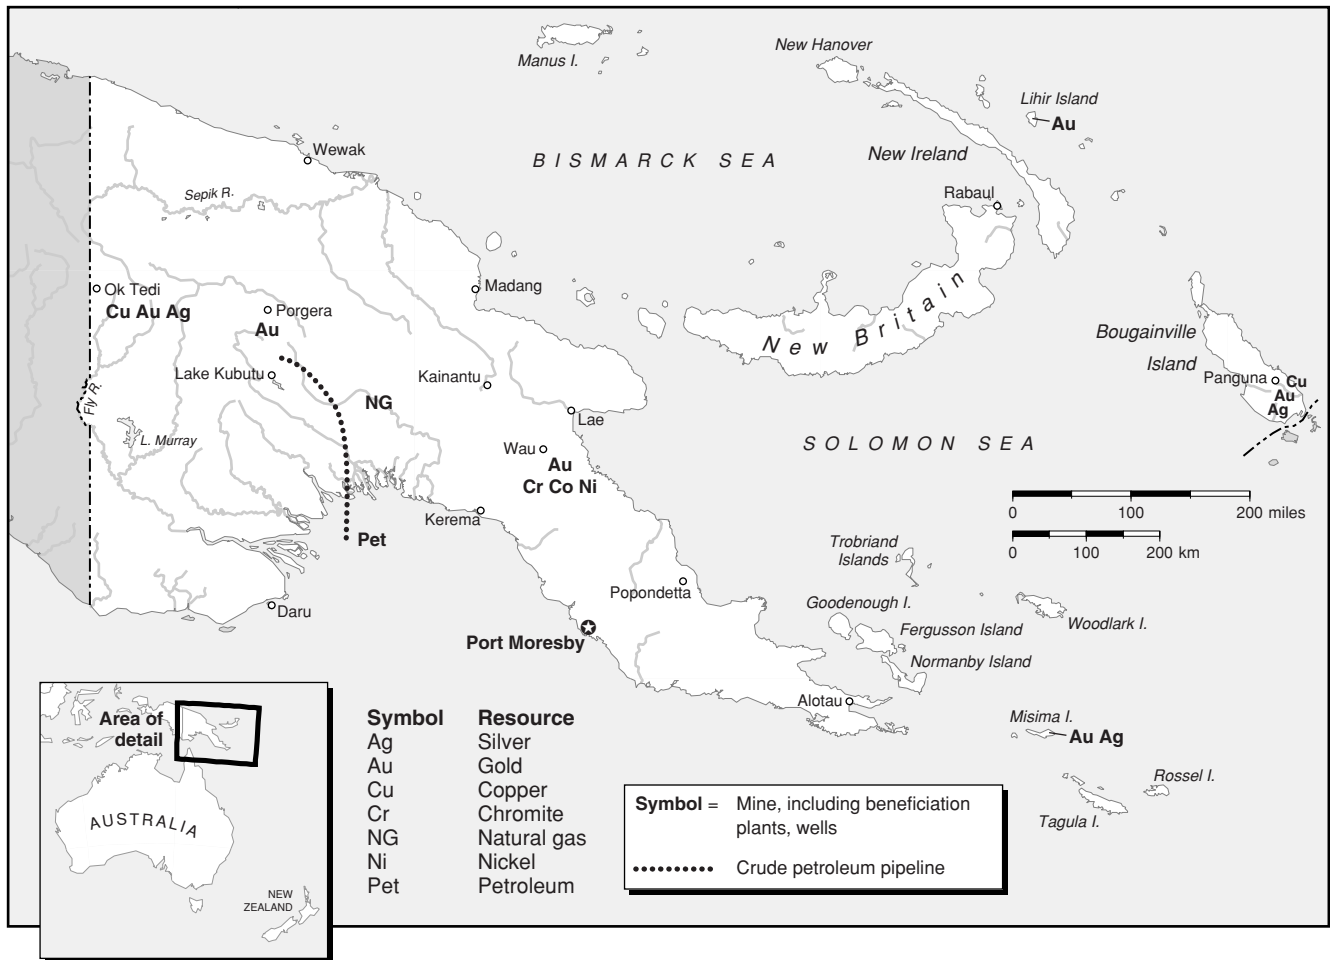 New Hanover
Manus I.
Lihir Island
Au
Wewak
BISMARCK SEA
New Ireland
Sepik R.
Rabaul
Ok Tedi
Cu Au Ag
Madang
Porgera
Au
New Britain
Bougainville
Island
Lake Kubutu
Kainantu
Panguna
Cu
Au
Ag
Fly R.
NG
Lae
L. Murray
Wau
Au
Cr Co Ni
SOLOMON SEA
Kerema
0 100 200 miles
0 100 200 km
Pet
Trobriand
Islands
Popondetta
Daru
Goodenough I.
Woodlark I.
Fergusson Island
Port Moresby
Normanby Island
Alotau
Misima I.
Au Ag
Rossel I.
Tagula I.
Area of
detail
AUSTRALIA
NEW
ZEALAND
Symbol Resource
Ag Silver
Au Gold
Cu Copper
Cr Chromite
NG Natural gas
Ni Nickel
Pet Petroleum
Symbol = Mine, including beneficiation
plants, wells
Crude petroleum pipeline